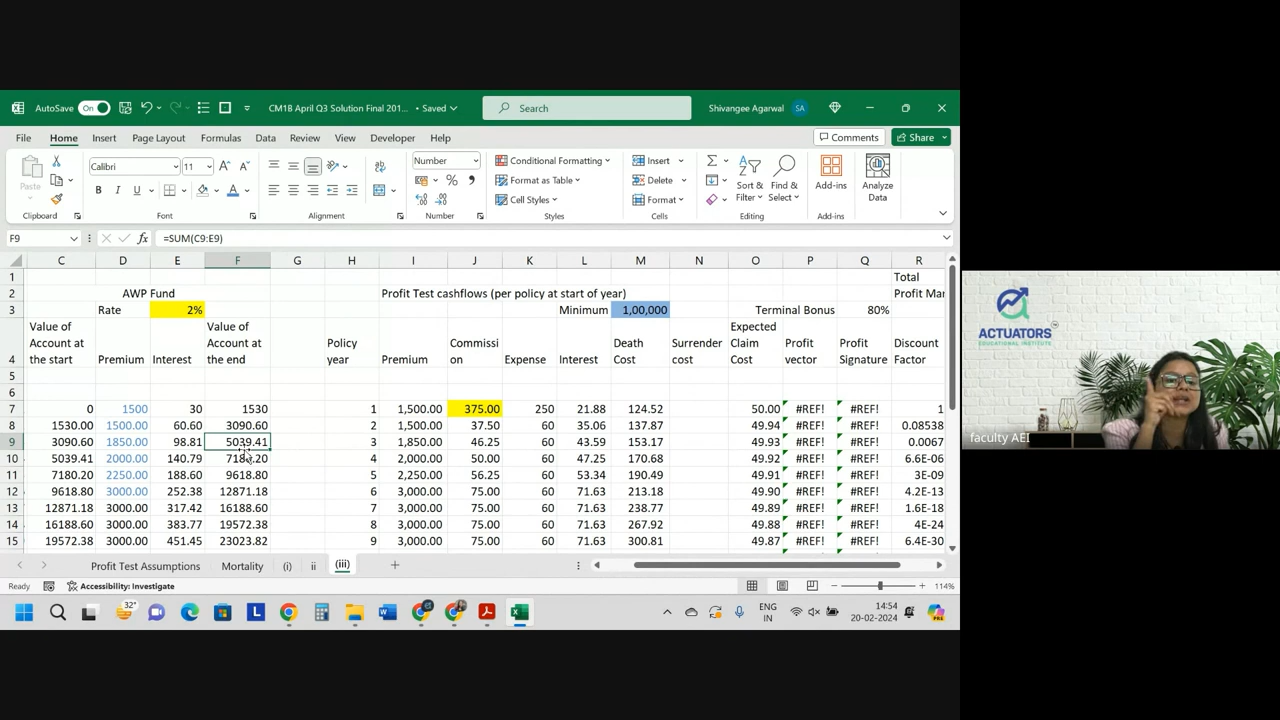 AutoSave On CM1B April Q3 Solution Final 201... • Saved Search Shivangee Agarwal SA
File Home Insert Page Layout Formulas Data Review View Developer Help Comments Share
Paste Calibri 11 Number Conditional Formatting Insert
B I U Format as Table Delete Sort & Filter Find & Select Add-ins Analyze Data
Cell Styles Format
Clipboard Font Alignment Number Styles Cells Editing Add-ins
F9 =SUM(C9:E9)
C D E F G H I J K L M N O P Q R
1 Total
2 AWP Fund Profit Test cashflows (per policy at start of year) Profit Mar
3 Rate 2% Minimum 1,00,000 Terminal Bonus 80%
Value of Value of Expected
Account at Account at Policy Commissi Death Surrender Claim Profit Profit Discount
4 the start Premium Interest the end year Premium on Expense Interest Cost cost Cost vector Signature Factor
5
6
7 0 1500 30 1530 1 1,500.00 375.00 250 21.88 124.52 50.00 #REF! #REF! 1
8 1530.00 1500.00 60.60 3090.60 2 1,500.00 37.50 60 35.06 137.87 49.94 #REF! #REF! 0.08538
9 3090.60 1850.00 98.81 5039.41 3 1,850.00 46.25 60 43.59 153.17 49.93 #REF! #REF! 0.0067
10 5039.41 2000.00 140.79 7180.20 4 2,000.00 50.00 60 47.25 170.68 49.92 #REF! #REF! 6.6E-06
11 7180.20 2250.00 188.60 9618.80 5 2,250.00 56.25 60 53.34 190.49 49.91 #REF! #REF! 3E-09
12 9618.80 3000.00 252.38 12871.18 6 3,000.00 75.00 60 71.63 213.18 49.90 #REF! #REF! 4.2E-13
13 12871.18 3000.00 317.42 16188.60 7 3,000.00 75.00 60 71.63 238.77 49.89 #REF! #REF! 1.6E-18
14 16188.60 3000.00 383.77 19572.38 8 3,000.00 75.00 60 71.63 267.92 49.88 #REF! #REF! 4E-24
15 19572.38 3000.00 451.45 23023.82 9 3,000.00 75.00 60 71.63 300.81 49.87 #REF! #REF! 6.4E-30
Profit Test Assumptions Mortality (i) ii (iii)
Ready Accessibility: Investigate 114%
32° ENG IN 14:54 20-02-2024
ACTUATORS
EDUCATIONAL INSTITUTE
faculty AEI